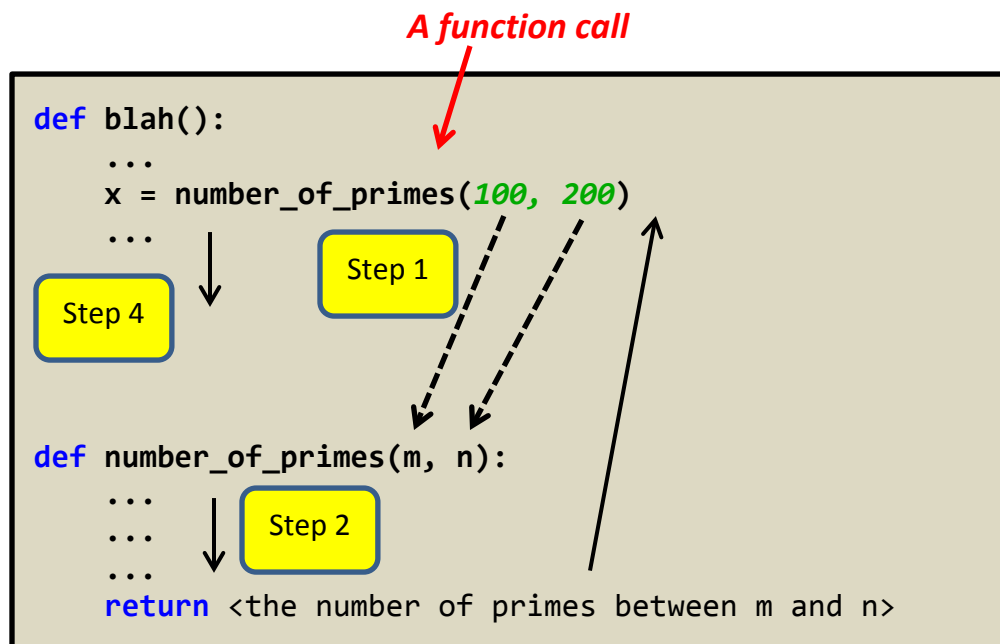 A function call
def blah():
...
x = number_of_primes(100, 200)
...
Step 1
Step 4
def number_of_primes(m, n):
...
Step 2
...
...
return <the number of primes between m and n>